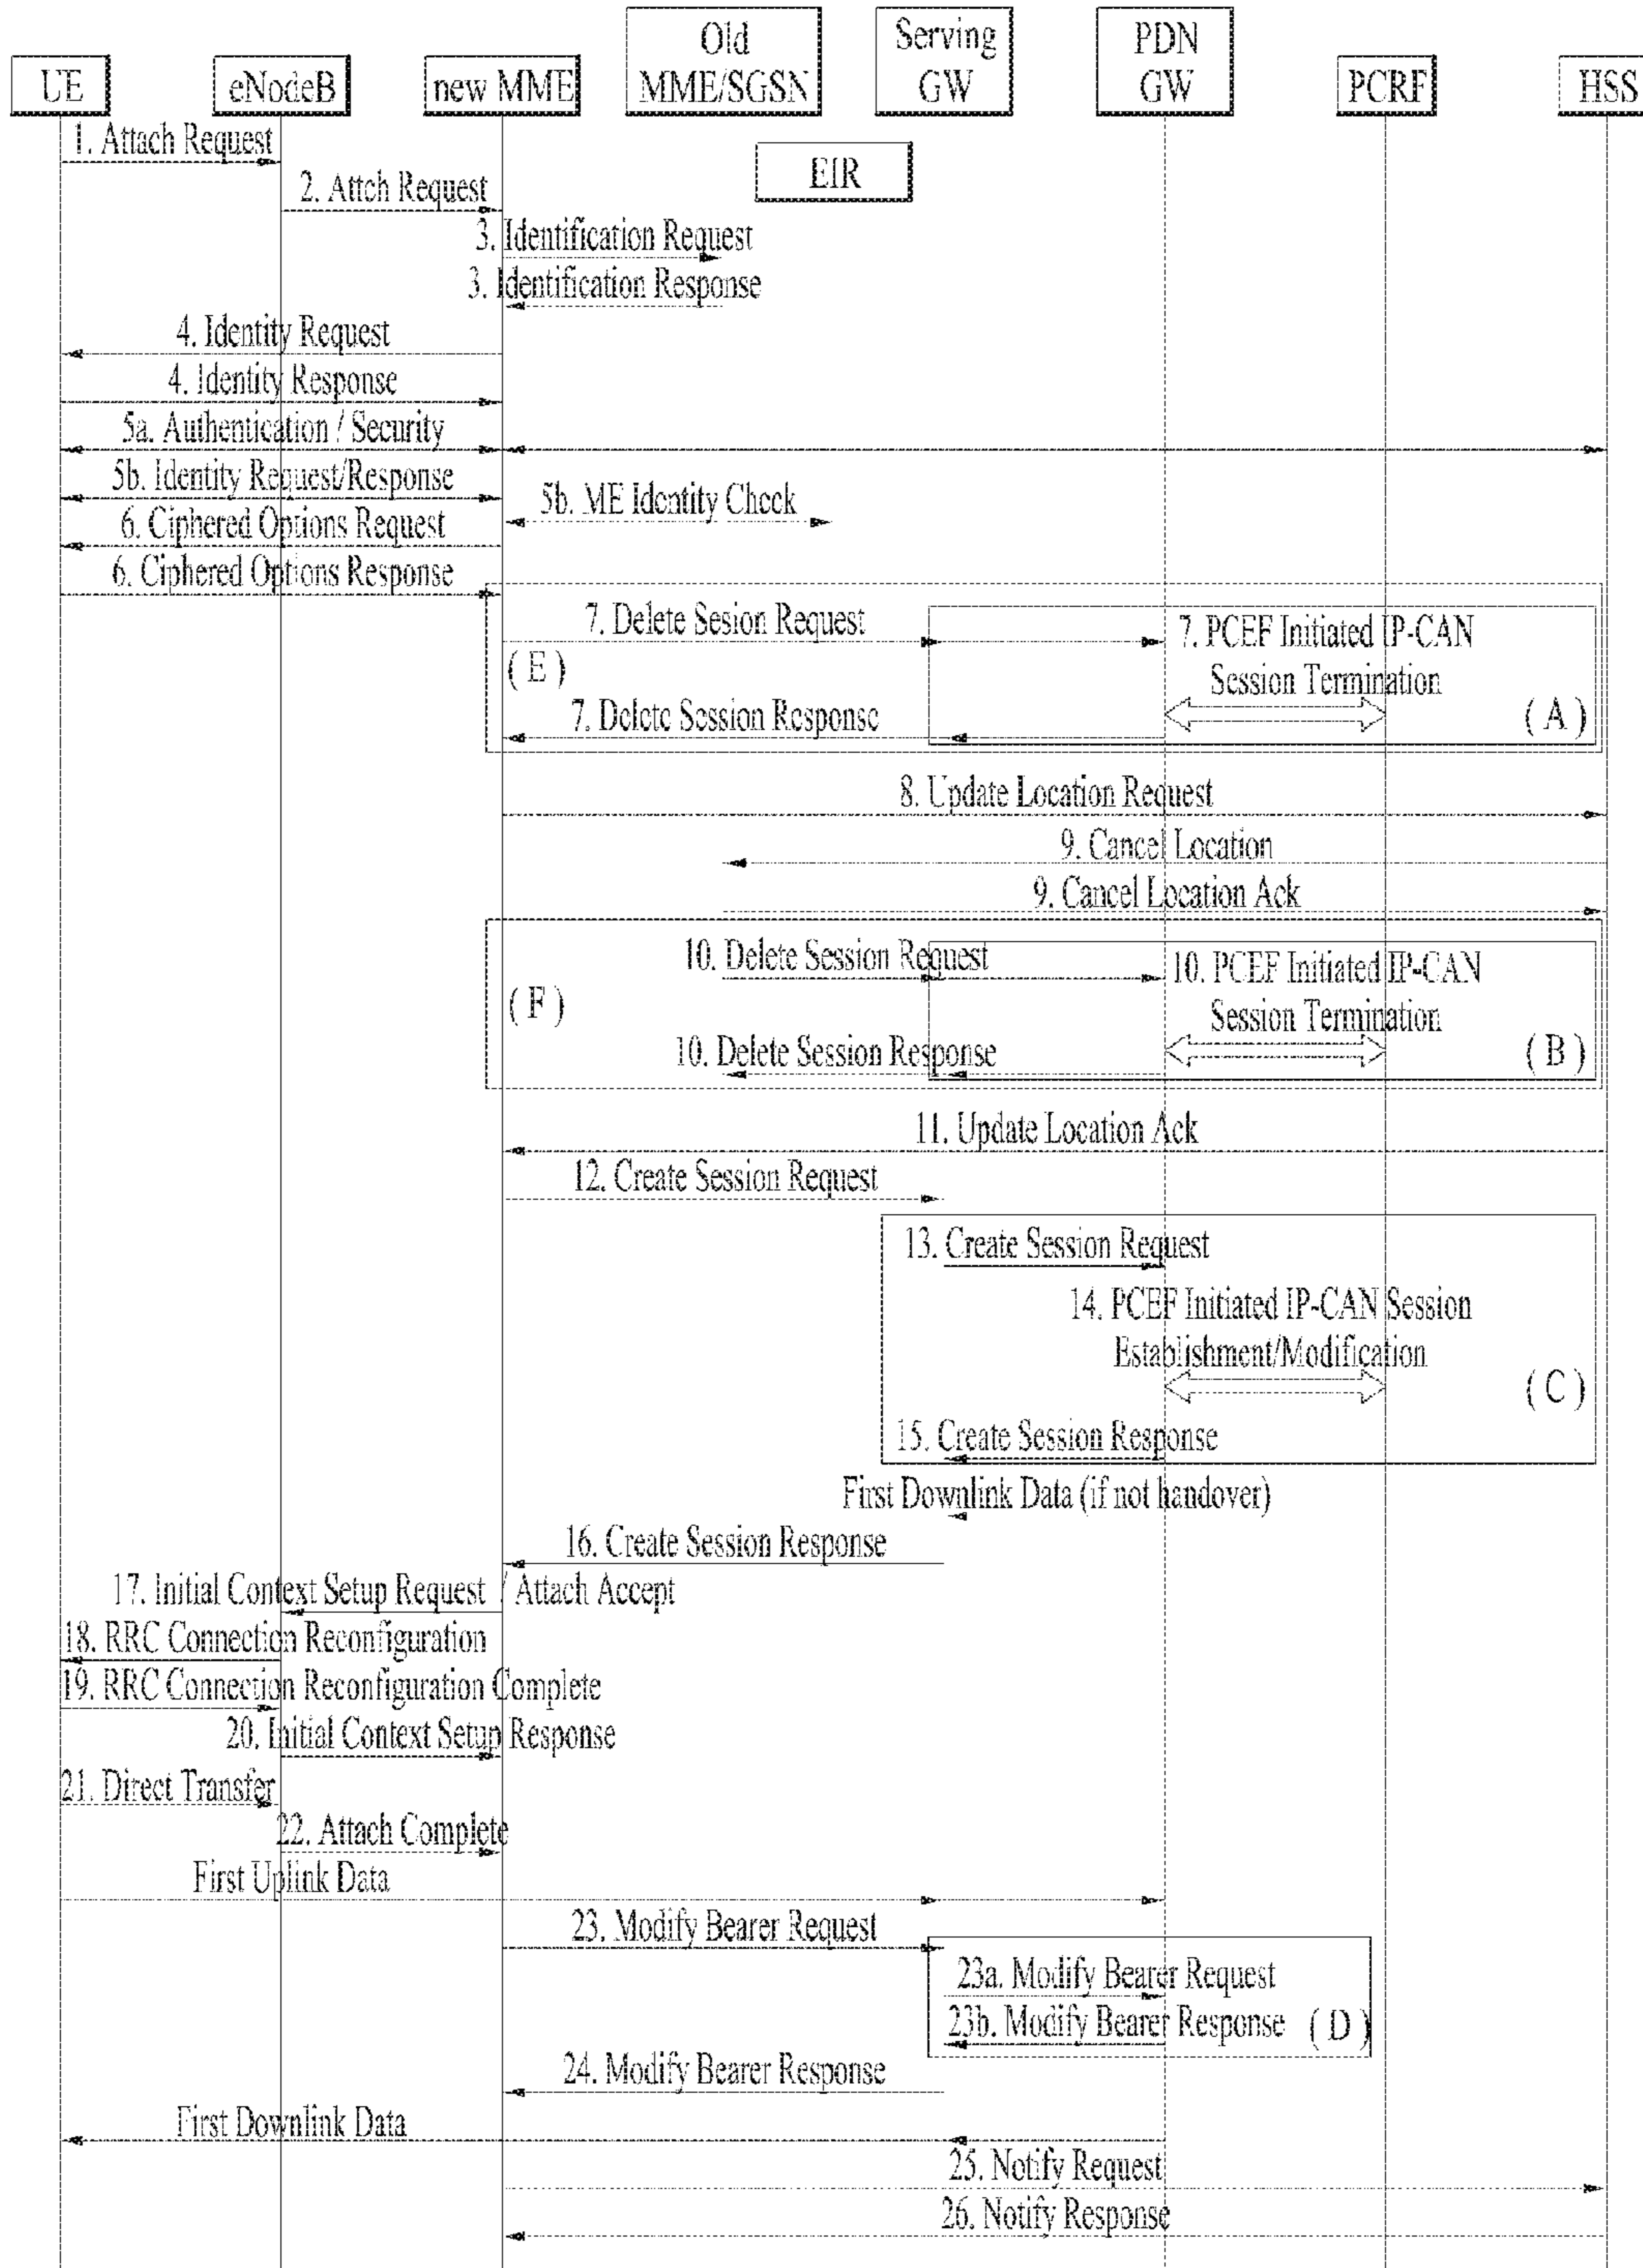 Old
MME/SGSN
Serving
GW
PDN
GW
UE
eNodeB
new MME
PCRF
HSS
1. Attach Request
EIR
2. Attch Request
3. Identification Request
3. Identification Response
4. Identity Request
4. Identity Response
5a. Authentication / Security
5b. Identity Request/Response
5b. ME Identity Check
6. Ciphered Options Request
6. Ciphered Options Response
7. Delete Sesion Request
7. PCEF Initiated IP-CAN
Session Termination
( E )
7. Delete Session Response
( A )
8. Update Location Request
9. Cancel Location
9. Cancel Location Ack
10. Delete Session Request
10. PCEF Initiated IP-CAN
Session Termination
( F )
10. Delete Session Response
( B )
11. Update Location Ack
12. Create Session Request
13. Create Session Request
14. PCEF Initiated IP-CAN Session
Establishment/Modification
( C )
15. Create Session Response
First Downlink Data (if not handover)
16. Create Session Response
17. Initial Context Setup Request / Attach Accept
18. RRC Connection Reconfiguration
19. RRC Connection Reconfiguration Complete
20. Initial Context Setup Response
21. Direct Transfer
22. Attach Complete
First Uplink Data
23. Modify Bearer Request
23a. Modify Bearer Request
23b. Modify Bearer Response ( D )
24. Modify Bearer Response
First Downlink Data
25. Notify Request
26. Notify Response